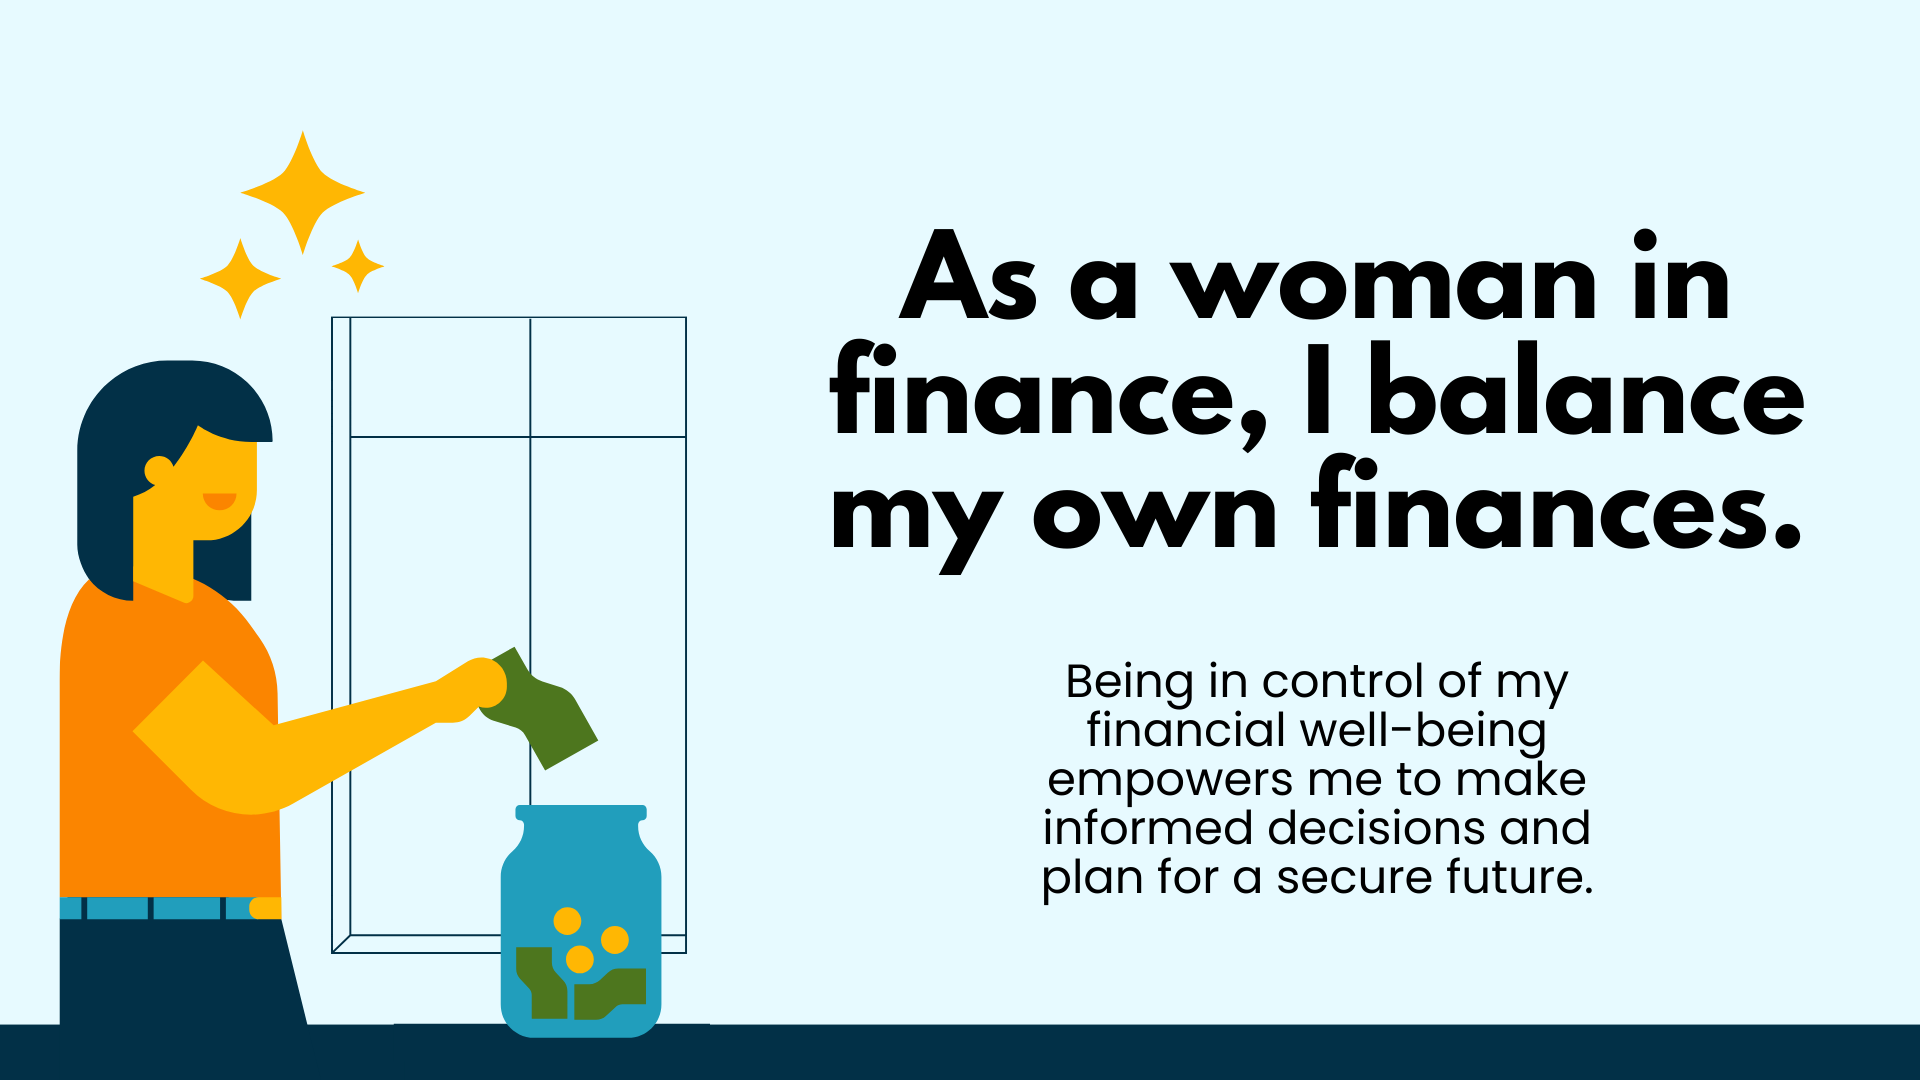 As a woman in
finance, I balance
my own finances.
Being in control of my
financial well-being
empowers me to make
informed decisions and
plan for a secure future.